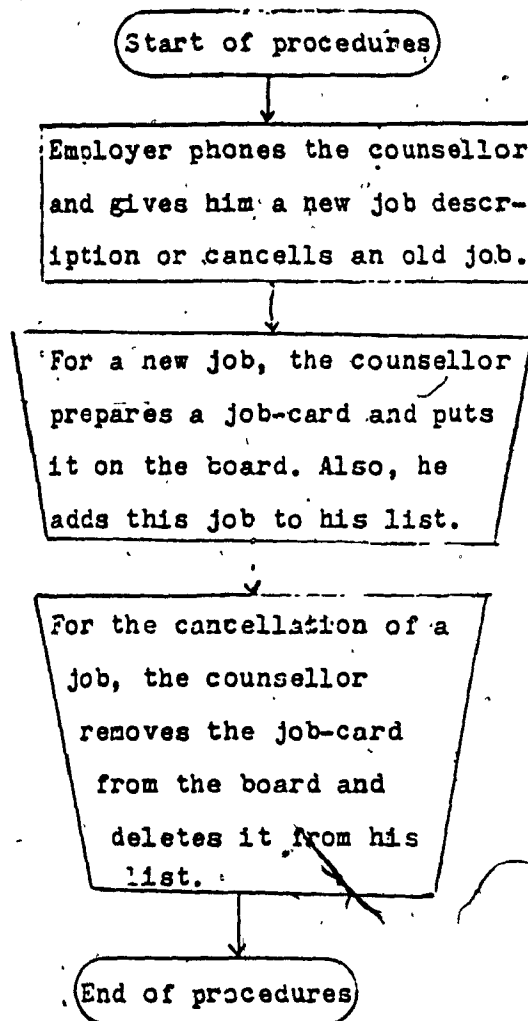 Start of procedures
Employer phones the counsellor
and gives him a new job descr-
iption or cancells an old job.
For a new job, the counsellor
prepares a job-card and puts
it on the board. Also, he
adds this job to his list.
For the cancellation of a
job, the counsellor
removes the job-card
from the board and
deletes it from his
list.
End of procedures